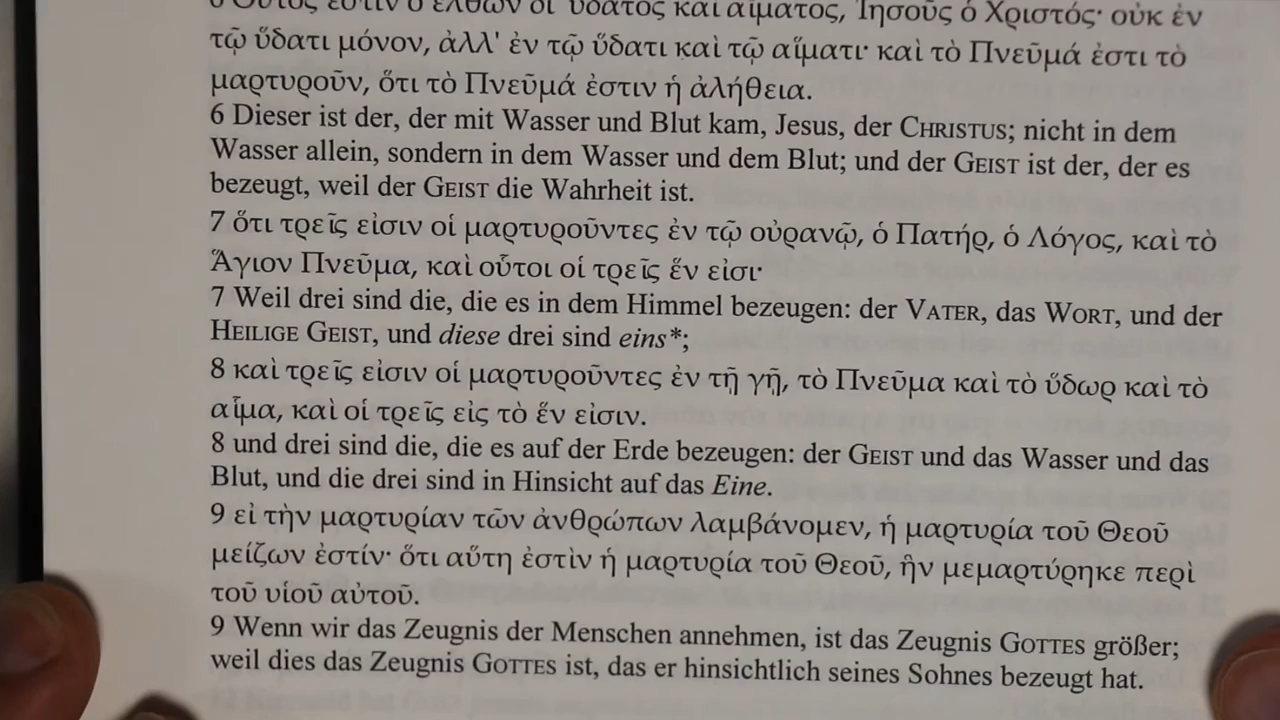 6 Οὗτός ἐστιν ὁ ἐλθὼν δι' ὕδατος καὶ αἵματος, Ἰησοῦς ὁ Χριστός· οὐκ ἐν
τῷ ὕδατι μόνον, ἀλλ' ἐν τῷ ὕδατι καὶ τῷ αἵματι· καὶ τὸ Πνεῦμά ἐστι τὸ
μαρτυροῦν, ὅτι τὸ Πνεῦμά ἐστιν ἡ ἀλήθεια.
6 Dieser ist der, der mit Wasser und Blut kam, Jesus, der CHRISTUS; nicht in dem
Wasser allein, sondern in dem Wasser und dem Blut; und der GEIST ist der, der es
bezeugt, weil der GEIST die Wahrheit ist.
7 ὅτι τρεῖς εἰσιν οἱ μαρτυροῦντες ἐν τῷ οὐρανῷ, ὁ Πατήρ, ὁ Λόγος, καὶ τὸ
Ἅγιον Πνεῦμα, καὶ οὗτοι οἱ τρεῖς ἕν εἰσι·
7 Weil drei sind die, die es in dem Himmel bezeugen: der VATER, das WORT, und der
HEILIGE GEIST, und diese drei sind eins*;
8 καὶ τρεῖς εἰσιν οἱ μαρτυροῦντες ἐν τῇ γῇ, τὸ Πνεῦμα καὶ τὸ ὕδωρ καὶ τὸ
αἷμα, καὶ οἱ τρεῖς εἰς τὸ ἕν εἰσιν.
8 und drei sind die, die es auf der Erde bezeugen: der GEIST und das Wasser und das
Blut, und die drei sind in Hinsicht auf das Eine.
9 εἰ τὴν μαρτυρίαν τῶν ἀνθρώπων λαμβάνομεν, ἡ μαρτυρία τοῦ Θεοῦ
μείζων ἐστίν· ὅτι αὕτη ἐστὶν ἡ μαρτυρία τοῦ Θεοῦ, ἣν μεμαρτύρηκε περὶ
τοῦ υἱοῦ αὐτοῦ.
9 Wenn wir das Zeugnis der Menschen annehmen, ist das Zeugnis GOTTES größer;
weil dies das Zeugnis GOTTES ist, das er hinsichtlich seines Sohnes bezeugt hat.